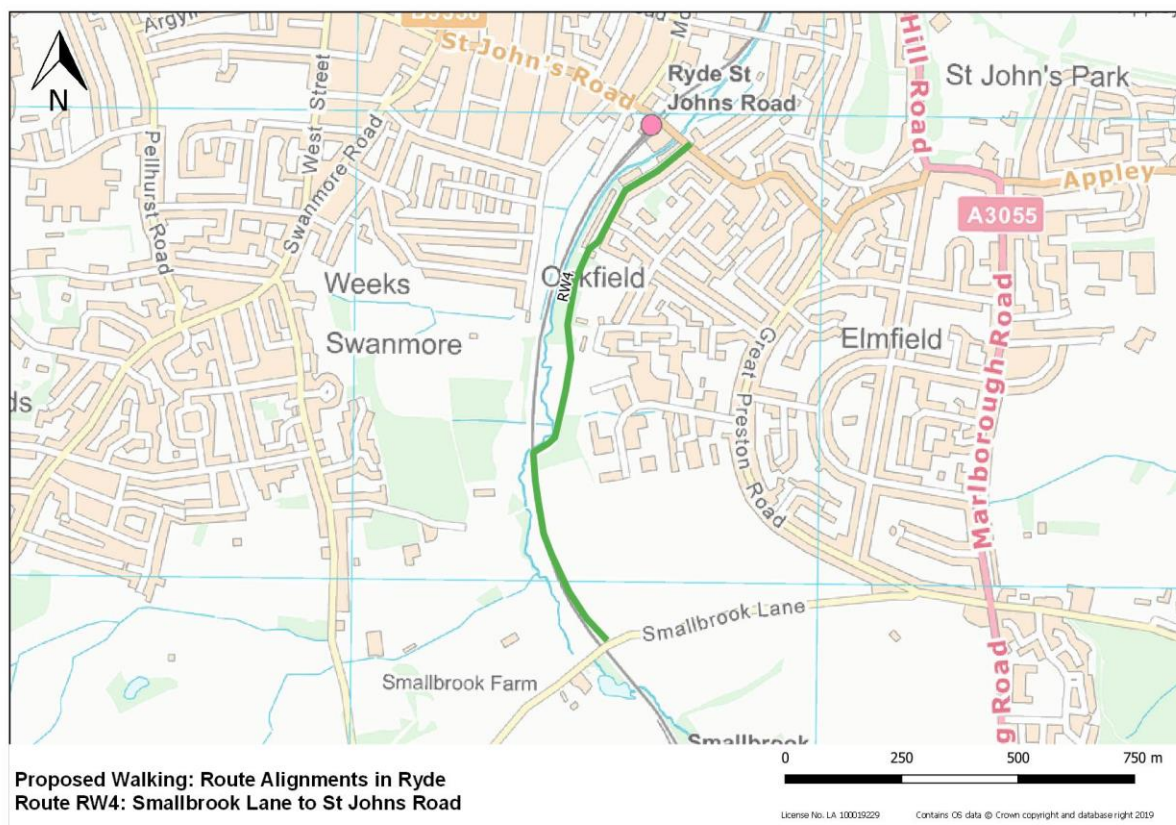 St John's Road
Ryde St
Johns Road
Hill Road
St John's Park
Pellhurst Road
West Street
Swanmore Road
Appley
A3055
N
Weeks
RW4
Swanmore
Elmfield
Great Preston Road
Marlborough Road
ds
Smallbrook Lane
Smallbrook Farm
g Road
Smallbrook
Proposed Walking: Route Alignments in Ryde
Route RW4: Smallbrook Lane to St Johns Road
0 250 500 750 m
License No. LA 100019229
Contains OS data @ Crown copyright and database right 2019